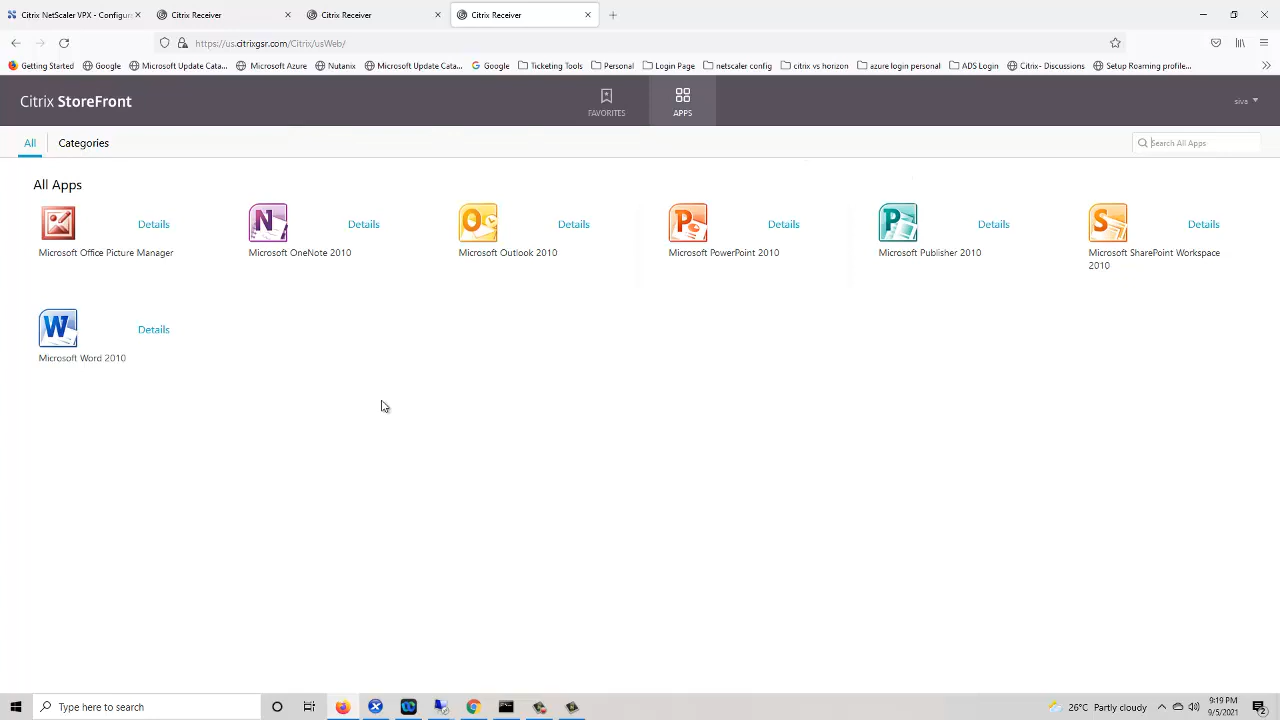 Citrix NetScaler VPX - Configur
Citrix Receiver
Citrix Receiver
Citrix Receiver
https://us.citrixgsr.com/Citrix/usWeb/
Getting Started
Google
Microsoft Update Cata...
Microsoft Azure
Nutanix
Microsoft Update Cata...
Google
Ticketing Tools
Personal
Login Page
netscaler config
citrix vs horizon
azure login personal
ADS Login
Citrix- Discussions
Setup Roaming profile...
Citrix StoreFront
FAVORITES
APPS
siva
All
Categories
Search All Apps
All Apps
Details
Details
Details
Details
Details
Details
Microsoft Office Picture Manager
Microsoft OneNote 2010
Microsoft Outlook 2010
Microsoft PowerPoint 2010
Microsoft Publisher 2010
Microsoft SharePoint Workspace
2010
Details
Microsoft Word 2010
Type here to search
26°C Partly cloudy
9:19 PM
9/5/2021
2